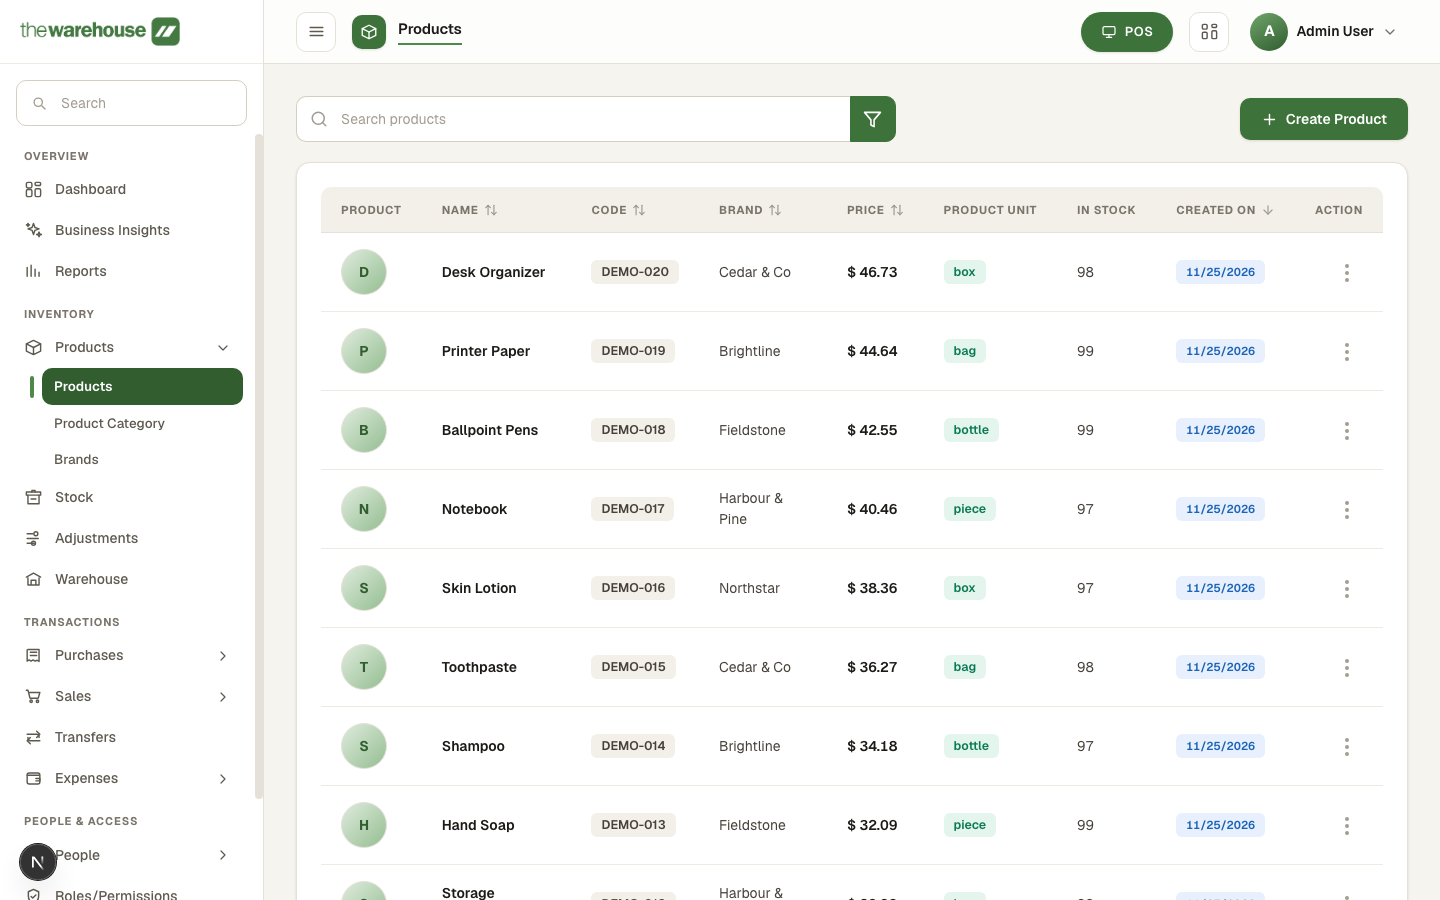 thewarehouse
Products
POS
A
Admin User
Search
OVERVIEW
Dashboard
Business Insights
Reports
INVENTORY
Products
Products
Product Category
Brands
Stock
Adjustments
Warehouse
TRANSACTIONS
Purchases
Sales
Transfers
Expenses
PEOPLE & ACCESS
People
Roles/Permissions
N
Search products
Create Product
PRODUCT NAME CODE BRAND PRICE PRODUCT UNIT IN STOCK CREATED ON ACTION
D Desk Organizer DEMO-020 Cedar & Co $ 46.73 box 98 11/25/2026
P Printer Paper DEMO-019 Brightline $ 44.64 bag 99 11/25/2026
B Ballpoint Pens DEMO-018 Fieldstone $ 42.55 bottle 99 11/25/2026
N Notebook DEMO-017 Harbour & Pine $ 40.46 piece 97 11/25/2026
S Skin Lotion DEMO-016 Northstar $ 38.36 box 97 11/25/2026
T Toothpaste DEMO-015 Cedar & Co $ 36.27 bag 98 11/25/2026
S Shampoo DEMO-014 Brightline $ 34.18 bottle 97 11/25/2026
H Hand Soap DEMO-013 Fieldstone $ 32.09 piece 99 11/25/2026
Storage Harbour &